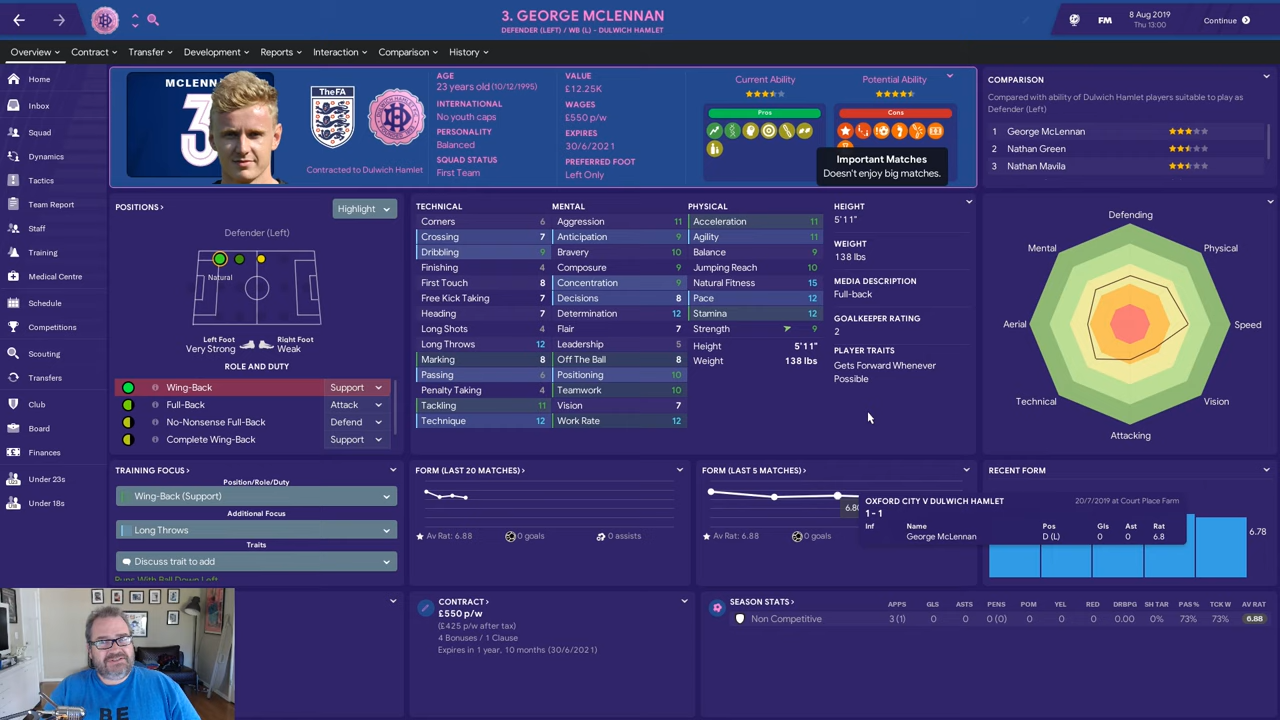 3. GEORGE MCLENNAN
DEFENDER (LEFT) / WB (L) - DULWICH HAMLET
FM
8 Aug 2019
Thu 13:00
Continue
Overview
Contract
Transfer
Development
Reports
Interaction
Comparison
History
Home
Inbox
Squad
Dynamics
Tactics
Team Report
Staff
Training
Medical Centre
Schedule
Competitions
Scouting
Transfers
Club
Board
Finances
Under 23s
Under 18s
MCLENN
3
TheFA
Contracted to Dulwich Hamlet
AGE
23 years old (10/12/1995)
INTERNATIONAL
No youth caps
PERSONALITY
Balanced
SQUAD STATUS
First Team
VALUE
£12.25K
WAGES
£550 p/w
EXPIRES
30/6/2021
PREFERRED FOOT
Left Only
Current Ability
Potential Ability
Pros
Cons
Important Matches
Doesn't enjoy big matches.
COMPARISON
Compared with ability of Dulwich Hamlet players suitable to play as
Defender (Left)
1 George McLennan
2 Nathan Green
3 Nathan Mavila
POSITIONS
Highlight
Defender (Left)
Natural
Left Foot
Very Strong
Right Foot
Weak
ROLE AND DUTY
Wing-Back Support
Full-Back Attack
No-Nonsense Full-Back Defend
Complete Wing-Back Support
TECHNICAL
Corners 6
Crossing 7
Dribbling 9
Finishing 4
First Touch 8
Free Kick Taking 7
Heading 7
Long Shots 4
Long Throws 12
Marking 8
Passing 6
Penalty Taking 4
Tackling 11
Technique 12
MENTAL
Aggression 11
Anticipation 9
Bravery 10
Composure 9
Concentration 9
Decisions 8
Determination 12
Flair 7
Leadership 5
Off The Ball 8
Positioning 10
Teamwork 10
Vision 7
Work Rate 12
PHYSICAL
Acceleration 11
Agility 11
Balance 9
Jumping Reach 10
Natural Fitness 15
Pace 12
Stamina 12
Strength 9
Height 5'11"
Weight 138 lbs
HEIGHT
5'11"
WEIGHT
138 lbs
MEDIA DESCRIPTION
Full-back
GOALKEEPER RATING
2
PLAYER TRAITS
Gets Forward Whenever
Possible
Defending
Physical
Speed
Vision
Attacking
Technical
Aerial
Mental
TRAINING FOCUS >
Position/Role/Duty
Wing-Back (Support)
Additional Focus
Long Throws
Traits
Discuss trait to add
Runs With Ball Down Left
FORM (LAST 20 MATCHES) >
Av Rat: 6.88
0 goals
0 assists
FORM (LAST 5 MATCHES) >
6.80
Av Rat: 6.88
0 goals
RECENT FORM
6.78
OXFORD CITY V DULWICH HAMLET 20/7/2019 at Court Place Farm
1 - 1
Inf Name Pos Gls Ast Rat
George McLennan D (L) 0 0 6.8
CONTRACT >
£550 p/w
(£425 p/w after tax)
4 Bonuses / 1 Clause
Expires in 1 year, 10 months (30/6/2021)
SEASON STATS >
APPS GLS ASTS PENS POM YEL RED DRBPG SH TAR PAS % TCK W AV RAT
Non Competitive 3 (1) 0 0 0 (0) 0 0 0 0.00 0% 73% 73% 6.88
BE